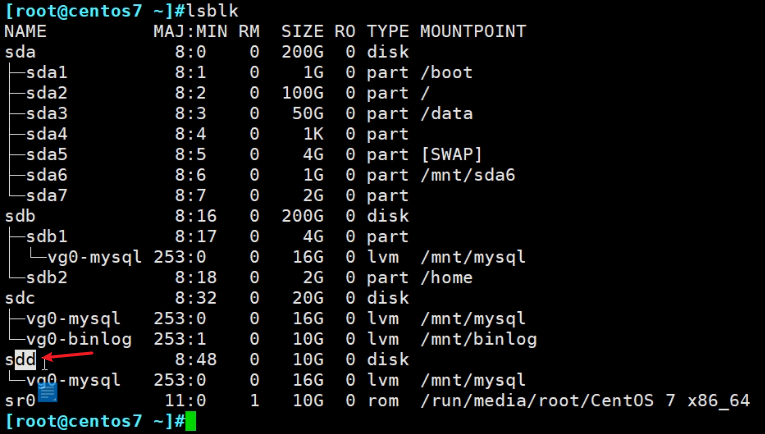 [root@centos7 ~]#lsblk
NAME            MAJ:MIN RM  SIZE RO TYPE MOUNTPOINT
sda               8:0    0  200G  0 disk
├─sda1            8:1    0    1G  0 part /boot
├─sda2            8:2    0  100G  0 part /
├─sda3            8:3    0   50G  0 part /data
├─sda4            8:4    0    1K  0 part
├─sda5            8:5    0    4G  0 part [SWAP]
├─sda6            8:6    0    1G  0 part /mnt/sda6
└─sda7            8:7    0    2G  0 part
sdb               8:16   0  200G  0 disk
├─sdb1            8:17   0    4G  0 part
│ └─vg0-mysql   253:0    0   16G  0 lvm  /mnt/mysql
└─sdb2            8:18   0    2G  0 part /home
sdc               8:32   0   20G  0 disk
├─vg0-mysql     253:0    0   16G  0 lvm  /mnt/mysql
└─vg0-binlog    253:1    0   10G  0 lvm  /mnt/binlog
sdd               8:48   0   10G  0 disk
└─vg0-mysql     253:0    0   16G  0 lvm  /mnt/mysql
sr0              11:0    1   10G  0 rom  /run/media/root/CentOS 7 x86_64
[root@centos7 ~]#